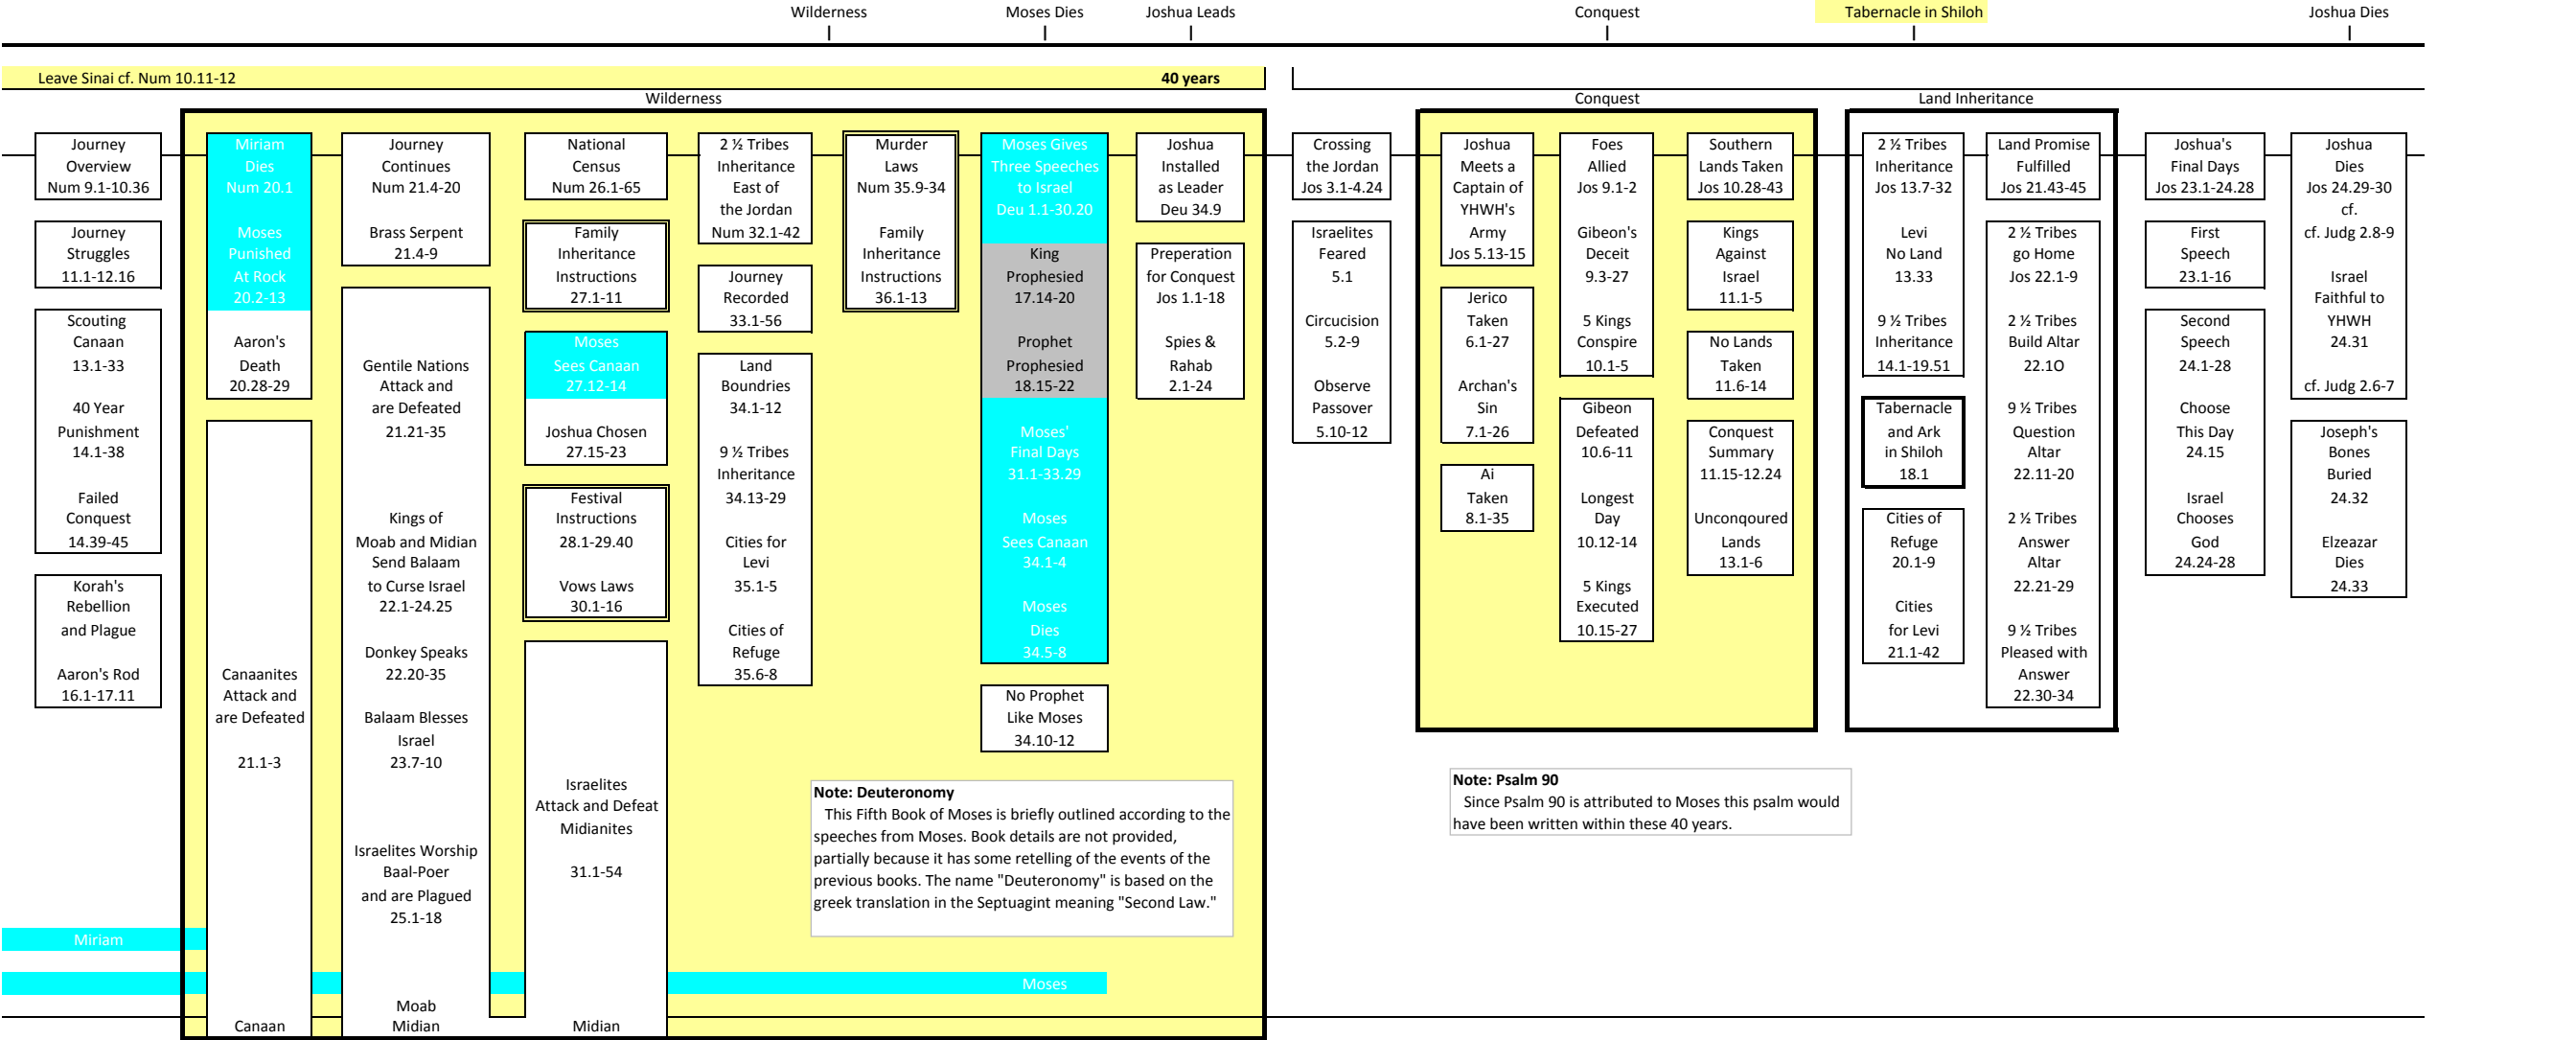 Wilderness
Moses Dies
Joshua Leads
Conquest
Tabernacle in Shiloh
Joshua Dies
Leave Sinai cf. Num 10.11-12
40 years
Wilderness
Conquest
Land Inheritance
Journey
Overview
Num 9.1-10.36
Journey
Struggles
11.1-12.16
Scouting
Canaan
13.1-33
40 Year
Punishment
14.1-38
Failed
Conquest
14.39-45
Korah's
Rebellion
and Plague
Aaron's Rod
16.1-17.11
Miriam
Dies
Num 20.1
Moses
Punished
At Rock
20.2-13
Aaron's
Death
20.28-29
Canaanites
Attack and
are Defeated
21.1-3
Canaan
Journey
Continues
Num 21.4-20
Brass Serpent
21.4-9
Gentile Nations
Attack and
are Defeated
21.21-35
Kings of
Moab and Midian
Send Balaam
to Curse Israel
22.1-24.25
Donkey Speaks
22.20-35
Balaam Blesses
Israel
23.7-10
Israelites Worship
Baal-Poer
and are Plagued
25.1-18
Moab
Midian
National
Census
Num 26.1-65
Family
Inheritance
Instructions
27.1-11
Moses
Sees Canaan
27.12-14
Joshua Chosen
27.15-23
Festival
Instructions
28.1-29.40
Vows Laws
30.1-16
Israelites
Attack and Defeat
Midianites
31.1-54
Midian
2 ½ Tribes
Inheritance
East of
the Jordan
Num 32.1-42
Journey
Recorded
33.1-56
Land
Boundries
34.1-12
9 ½ Tribes
Inheritance
34.13-29
Cities for
Levi
35.1-5
Cities of
Refuge
35.6-8
Murder
Laws
Num 35.9-34
Family
Inheritance
Instructions
36.1-13
Moses Gives
Three Speeches
to Israel
Deu 1.1-30.20
King
Prophesied
17.14-20
Prophet
Prophesied
18.15-22
Moses'
Final Days
31.1-33.29
Moses
Sees Canaan
34.1-4
Moses
Dies
34.5-8
No Prophet
Like Moses
34.10-12
Joshua
Installed
as Leader
Deu 34.9
Preperation
for Conquest
Jos 1.1-18
Spies &
Rahab
2.1-24
Note: Deuteronomy
This Fifth Book of Moses is briefly outlined according to the
speeches from Moses. Book details are not provided,
partially because it has some retelling of the events of the
previous books. The name "Deuteronomy" is based on the
greek translation in the Septuagint meaning "Second Law."
Miriam
Moses
Crossing
the Jordan
Jos 3.1-4.24
Israelites
Feared
5.1
Circucision
5.2-9
Observe
Passover
5.10-12
Joshua
Meets a
Captain of
YHWH's
Army
Jos 5.13-15
Jerico
Taken
6.1-27
Archan's
Sin
7.1-26
Ai
Taken
8.1-35
Foes
Allied
Jos 9.1-2
Gibeon's
Deceit
9.3-27
5 Kings
Conspire
10.1-5
Gibeon
Defeated
10.6-11
Longest
Day
10.12-14
5 Kings
Executed
10.15-27
Southern
Lands Taken
Jos 10.28-43
Kings
Against
Israel
11.1-5
No Lands
Taken
11.6-14
Conquest
Summary
11.15-12.24
Unconqoured
Lands
13.1-6
2 ½ Tribes
Inheritance
Jos 13.7-32
Levi
No Land
13.33
9 ½ Tribes
Inheritance
14.1-19.51
Tabernacle
and Ark
in Shiloh
18.1
Cities of
Refuge
20.1-9
Cities
for Levi
21.1-42
Land Promise
Fulfilled
Jos 21.43-45
2 ½ Tribes
go Home
Jos 22.1-9
2 ½ Tribes
Build Altar
22.1O
9 ½ Tribes
Question
Altar
22.11-20
2 ½ Tribes
Answer
Altar
22.21-29
9 ½ Tribes
Pleased with
Answer
22.30-34
Joshua's
Final Days
Jos 23.1-24.28
First
Speech
23.1-16
Second
Speech
24.1-28
Choose
This Day
24.15
Israel
Chooses
God
24.24-28
Joshua
Dies
Jos 24.29-30
cf.
cf. Judg 2.8-9
Israel
Faithful to
YHWH
24.31
cf. Judg 2.6-7
Joseph's
Bones
Buried
24.32
Elzeazar
Dies
24.33
Note: Psalm 90
Since Psalm 90 is attributed to Moses this psalm would
have been written within these 40 years.